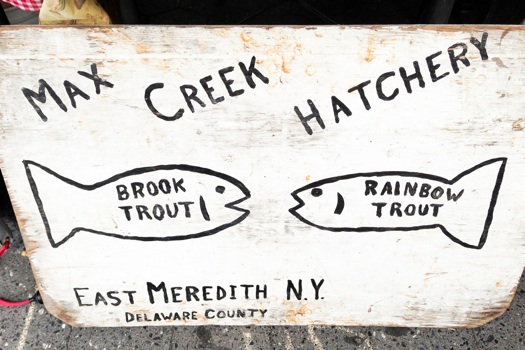 MAX CREEK HATCHERY
BROOK
TROUT
RAINBOW
TROUT
EAST MEREDITH N.Y.
DELAWARE COUNTY